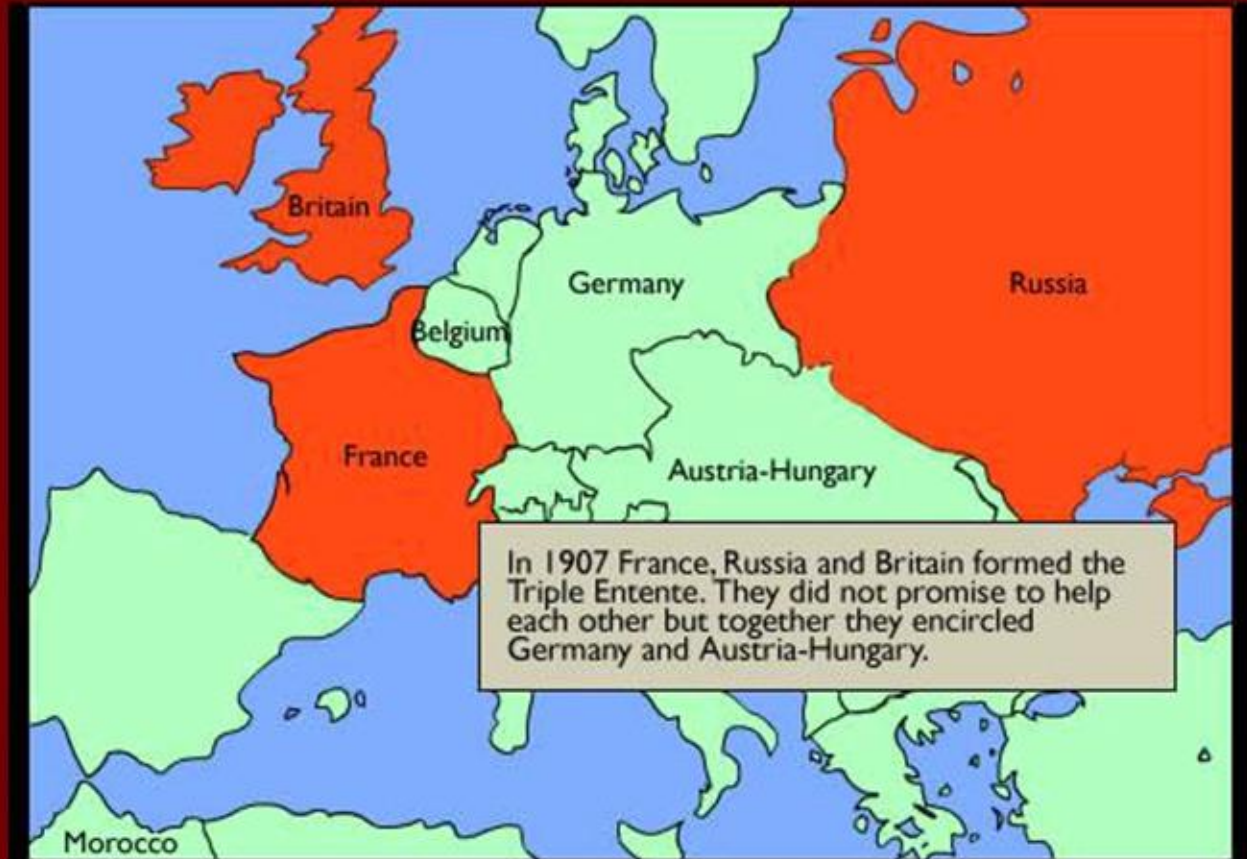 Britain
Germany
Russia
Belgium
France
Austria-Hungary
In 1907 France, Russia and Britain formed the
Triple Entente. They did not promise to help
each other but together they encircled
Germany and Austria-Hungary.
Morocco